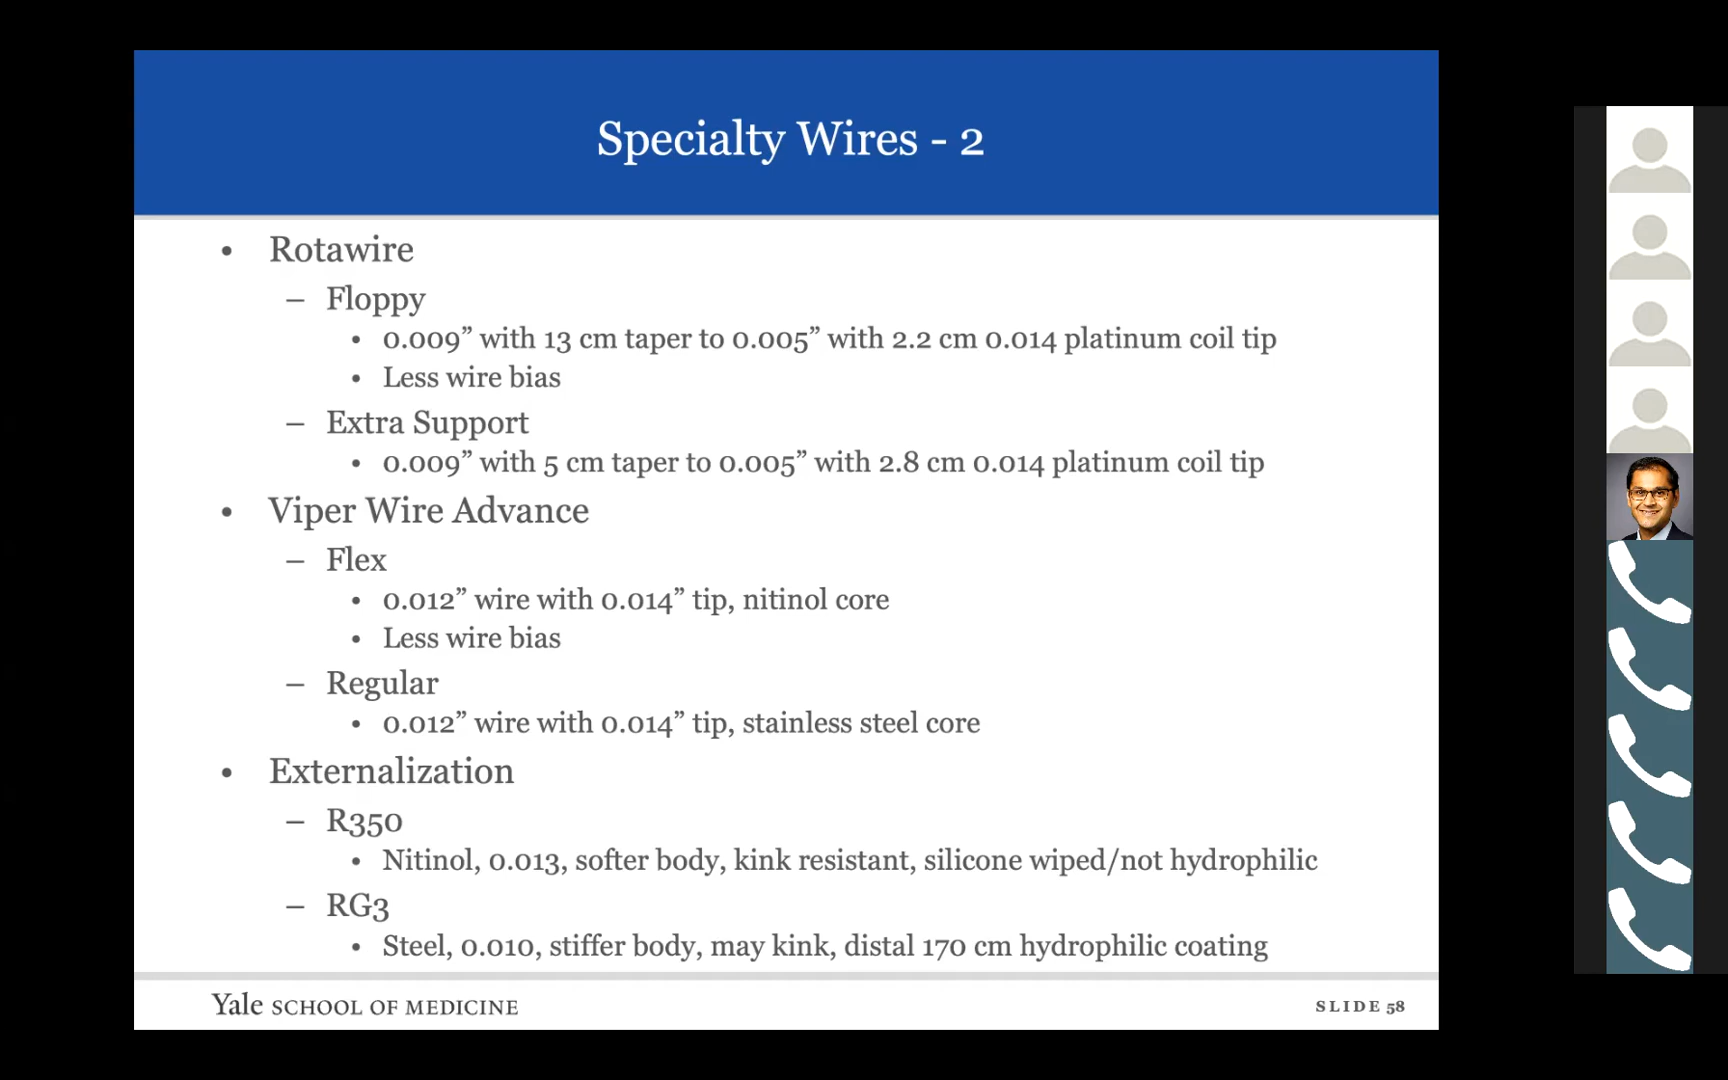 Specialty Wires - 2
• Rotawire
– Floppy
• 0.009” with 13 cm taper to 0.005” with 2.2 cm 0.014 platinum coil tip
• Less wire bias
– Extra Support
• 0.009” with 5 cm taper to 0.005” with 2.8 cm 0.014 platinum coil tip
• Viper Wire Advance
– Flex
• 0.012” wire with 0.014” tip, nitinol core
• Less wire bias
– Regular
• 0.012” wire with 0.014” tip, stainless steel core
• Externalization
– R350
• Nitinol, 0.013, softer body, kink resistant, silicone wiped/not hydrophilic
– RG3
• Steel, 0.010, stiffer body, may kink, distal 170 cm hydrophilic coating
Yale SCHOOL OF MEDICINE
SLIDE 58